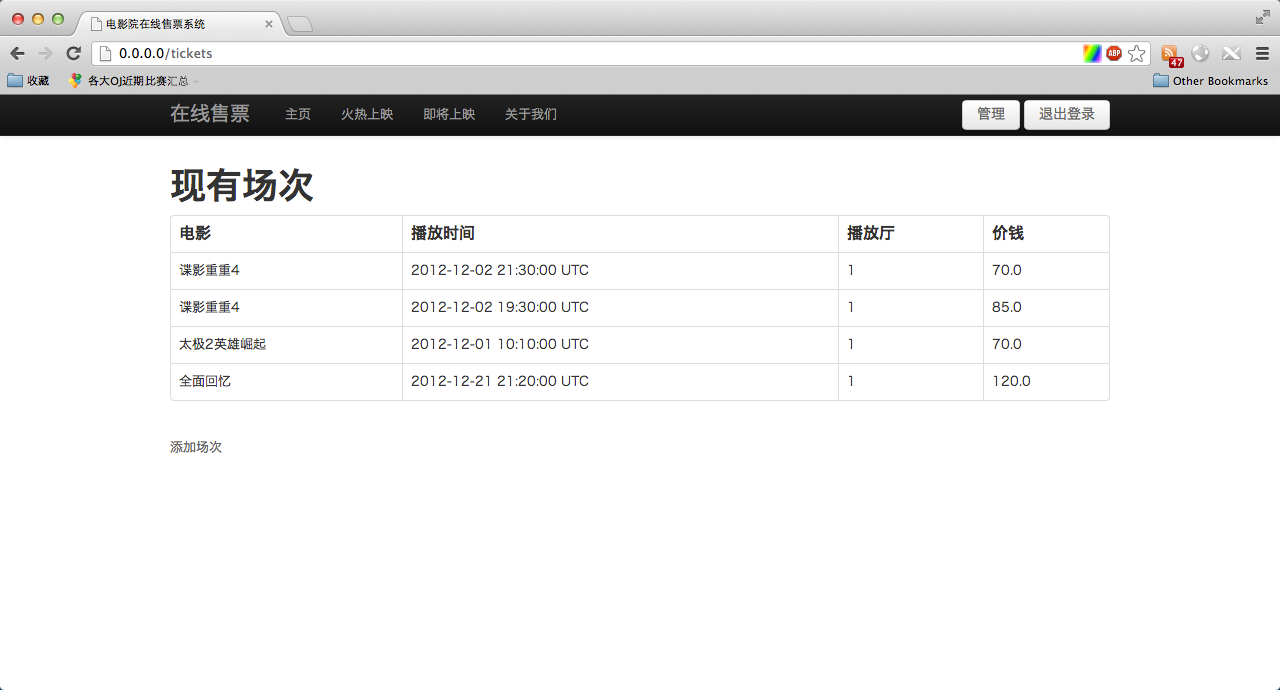 电影院在线售票系统
0.0.0.0/tickets
ABP
47
收藏
各大OJ近期比赛汇总 -
Other Bookmarks
在线售票 主页 火热上映 即将上映 关于我们 管理 退出登录
现有场次
电影 播放时间 播放厅 价钱
谍影重重4 2012-12-02 21:30:00 UTC 1 70.0
谍影重重4 2012-12-02 19:30:00 UTC 1 85.0
太极2英雄崛起 2012-12-01 10:10:00 UTC 1 70.0
全面回忆 2012-12-21 21:20:00 UTC 1 120.0
添加场次